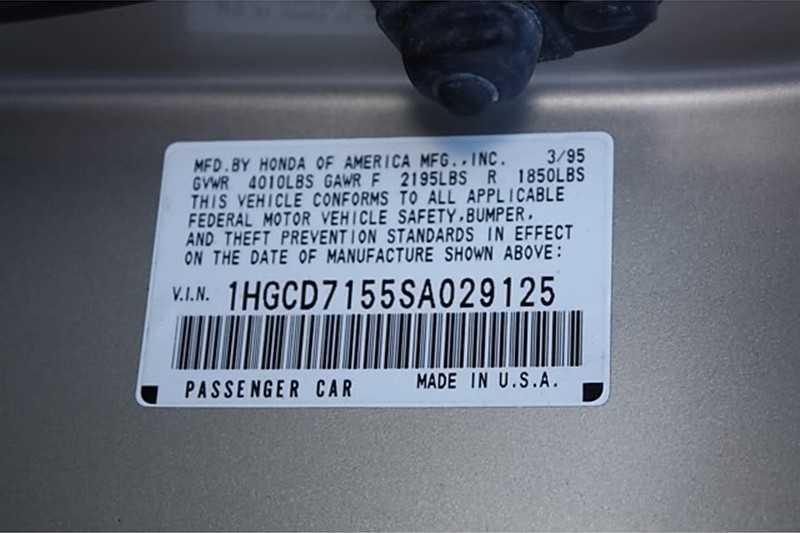 MFD. BY HONDA OF AMERICA MFG., INC. 3/95
GVWR 4010LBS GAWR F 2195LBS R 1850LBS
THIS VEHICLE CONFORMS TO ALL APPLICABLE
FEDERAL MOTOR VEHICLE SAFETY, BUMPER,
AND THEFT PREVENTION STANDARDS IN EFFECT
ON THE DATE OF MANUFACTURE SHOWN ABOVE:
V.I.N. 1HGCD7155SA029125
PASSENGER CAR MADE IN U.S.A.